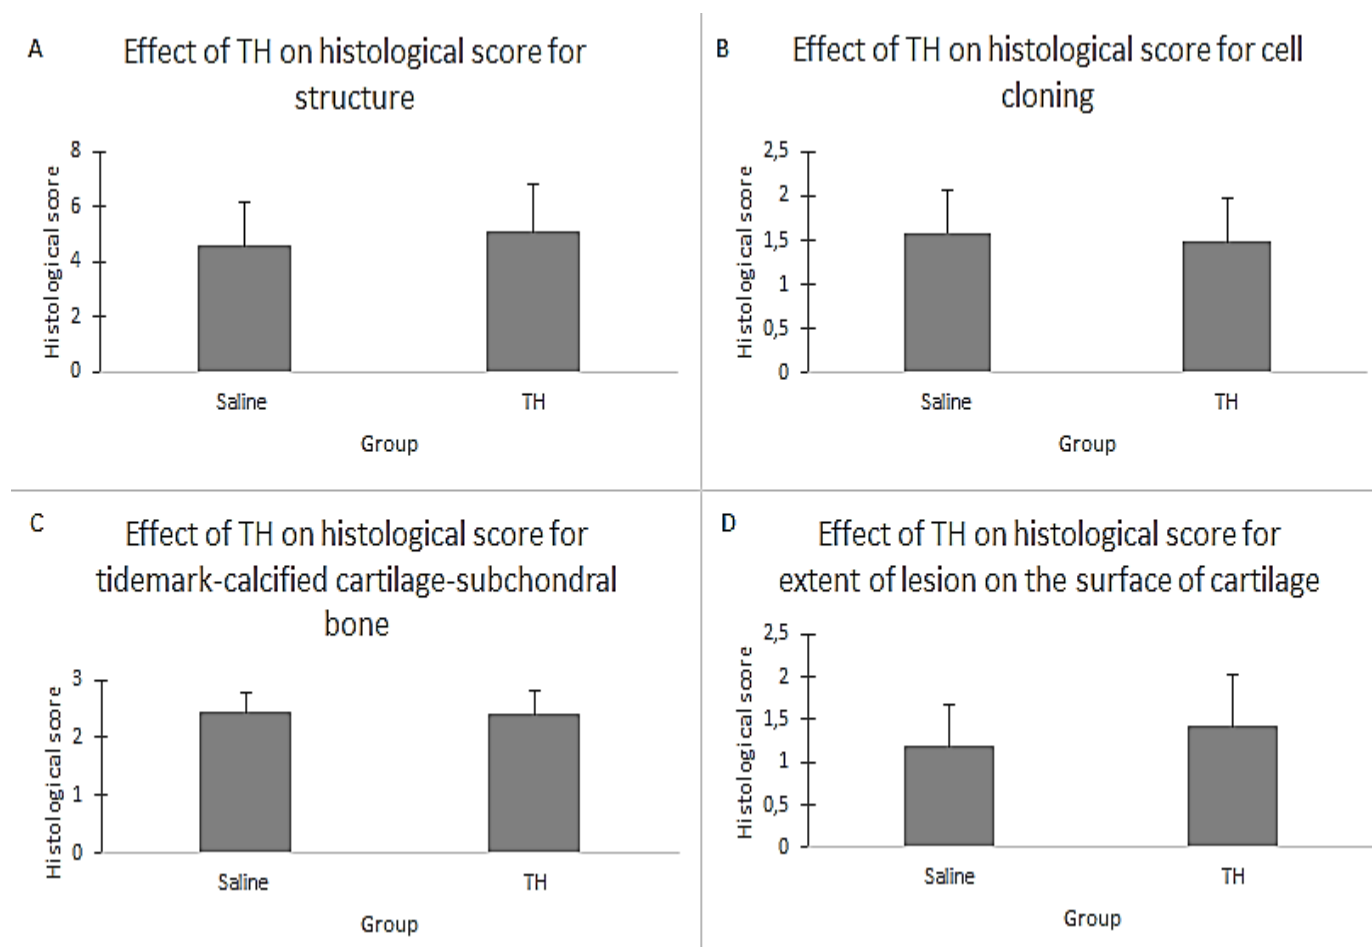 A
Effect of TH on histological score for
structure
Histological score
8
6
4
2
0
Saline
TH
Group
B
Effect of TH on histological score for cell
cloning
Histological score
2,5
2
1,5
1
0,5
0
Saline
TH
Group
C
Effect of TH on histological score for
tidemark-calcified cartilage-subchondral
bone
Histological score
3
2
1
0
Saline
TH
Group
D
Effect of TH on histological score for
extent of lesion on the surface of cartilage
Histological score
2,5
2
1,5
1
0,5
0
Saline
TH
Group